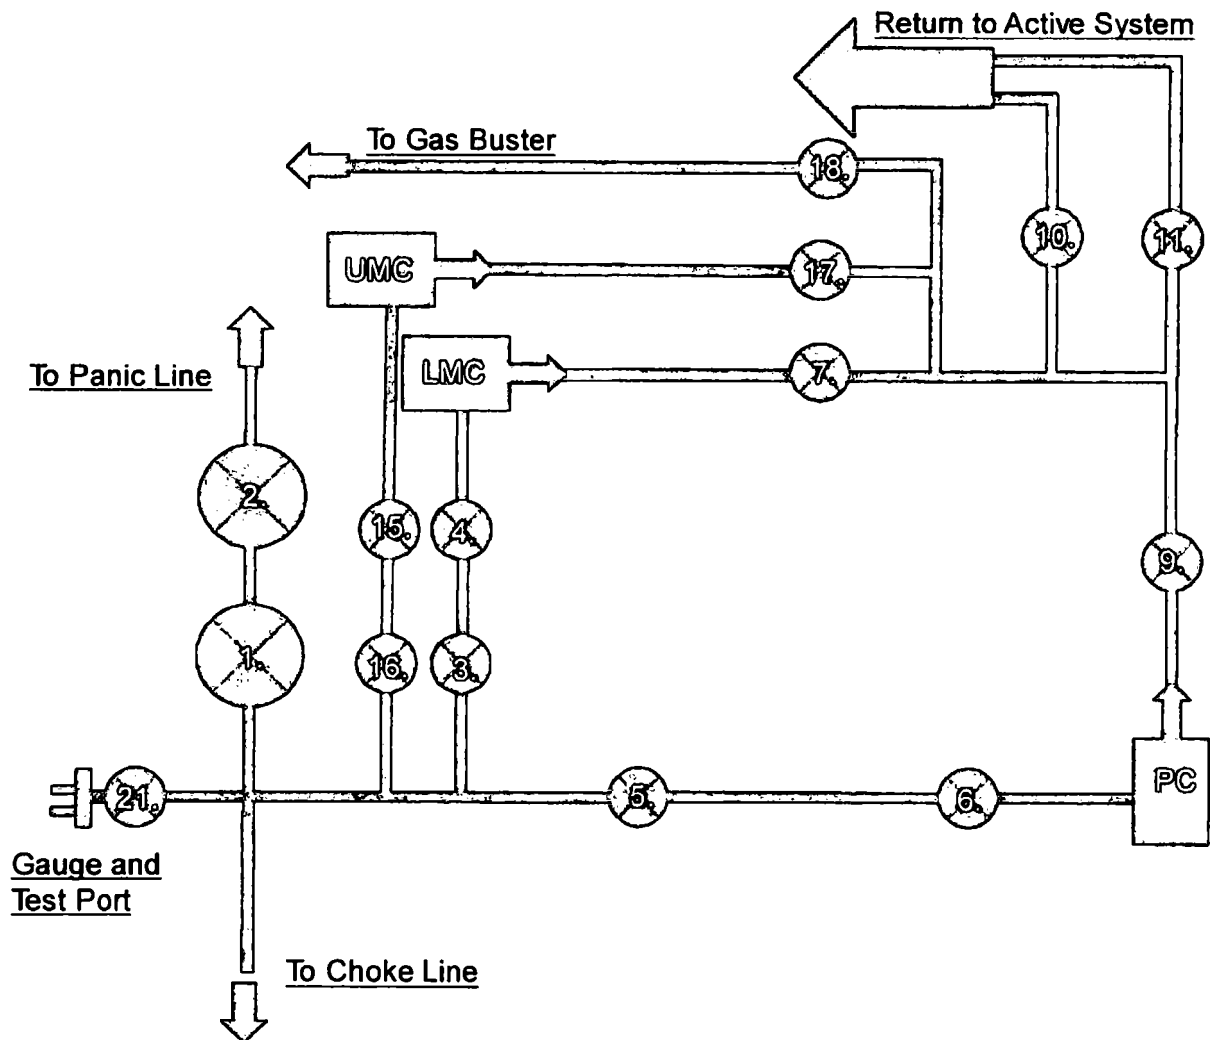 Return to Active System
To Gas Buster
18.
10.
11.
UMC
17.
LMC
7.
To Panic Line
2.
15.
4.
9.
1.
16.
3.
21.
5.
6.
PC
Gauge and
Test Port
To Choke Line